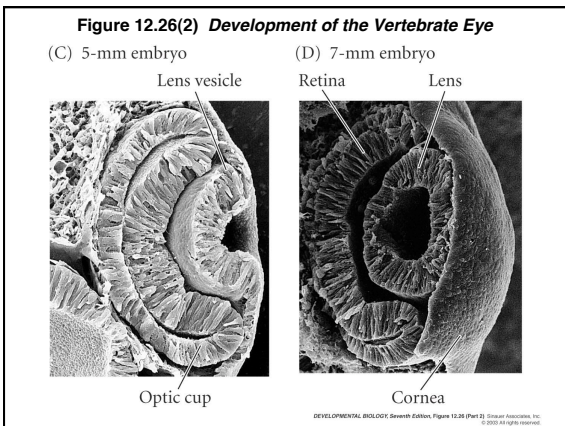 Figure 12.26(2) Development of the Vertebrate Eye
(C) 5-mm embryo
Lens vesicle
Optic cup
(D) 7-mm embryo
Retina
Lens
Cornea
DEVELOPMENTAL BIOLOGY, Seventh Edition, Figure 12.26 (Part 2) Sinauer Associates, Inc.
© 2003 All rights reserved.